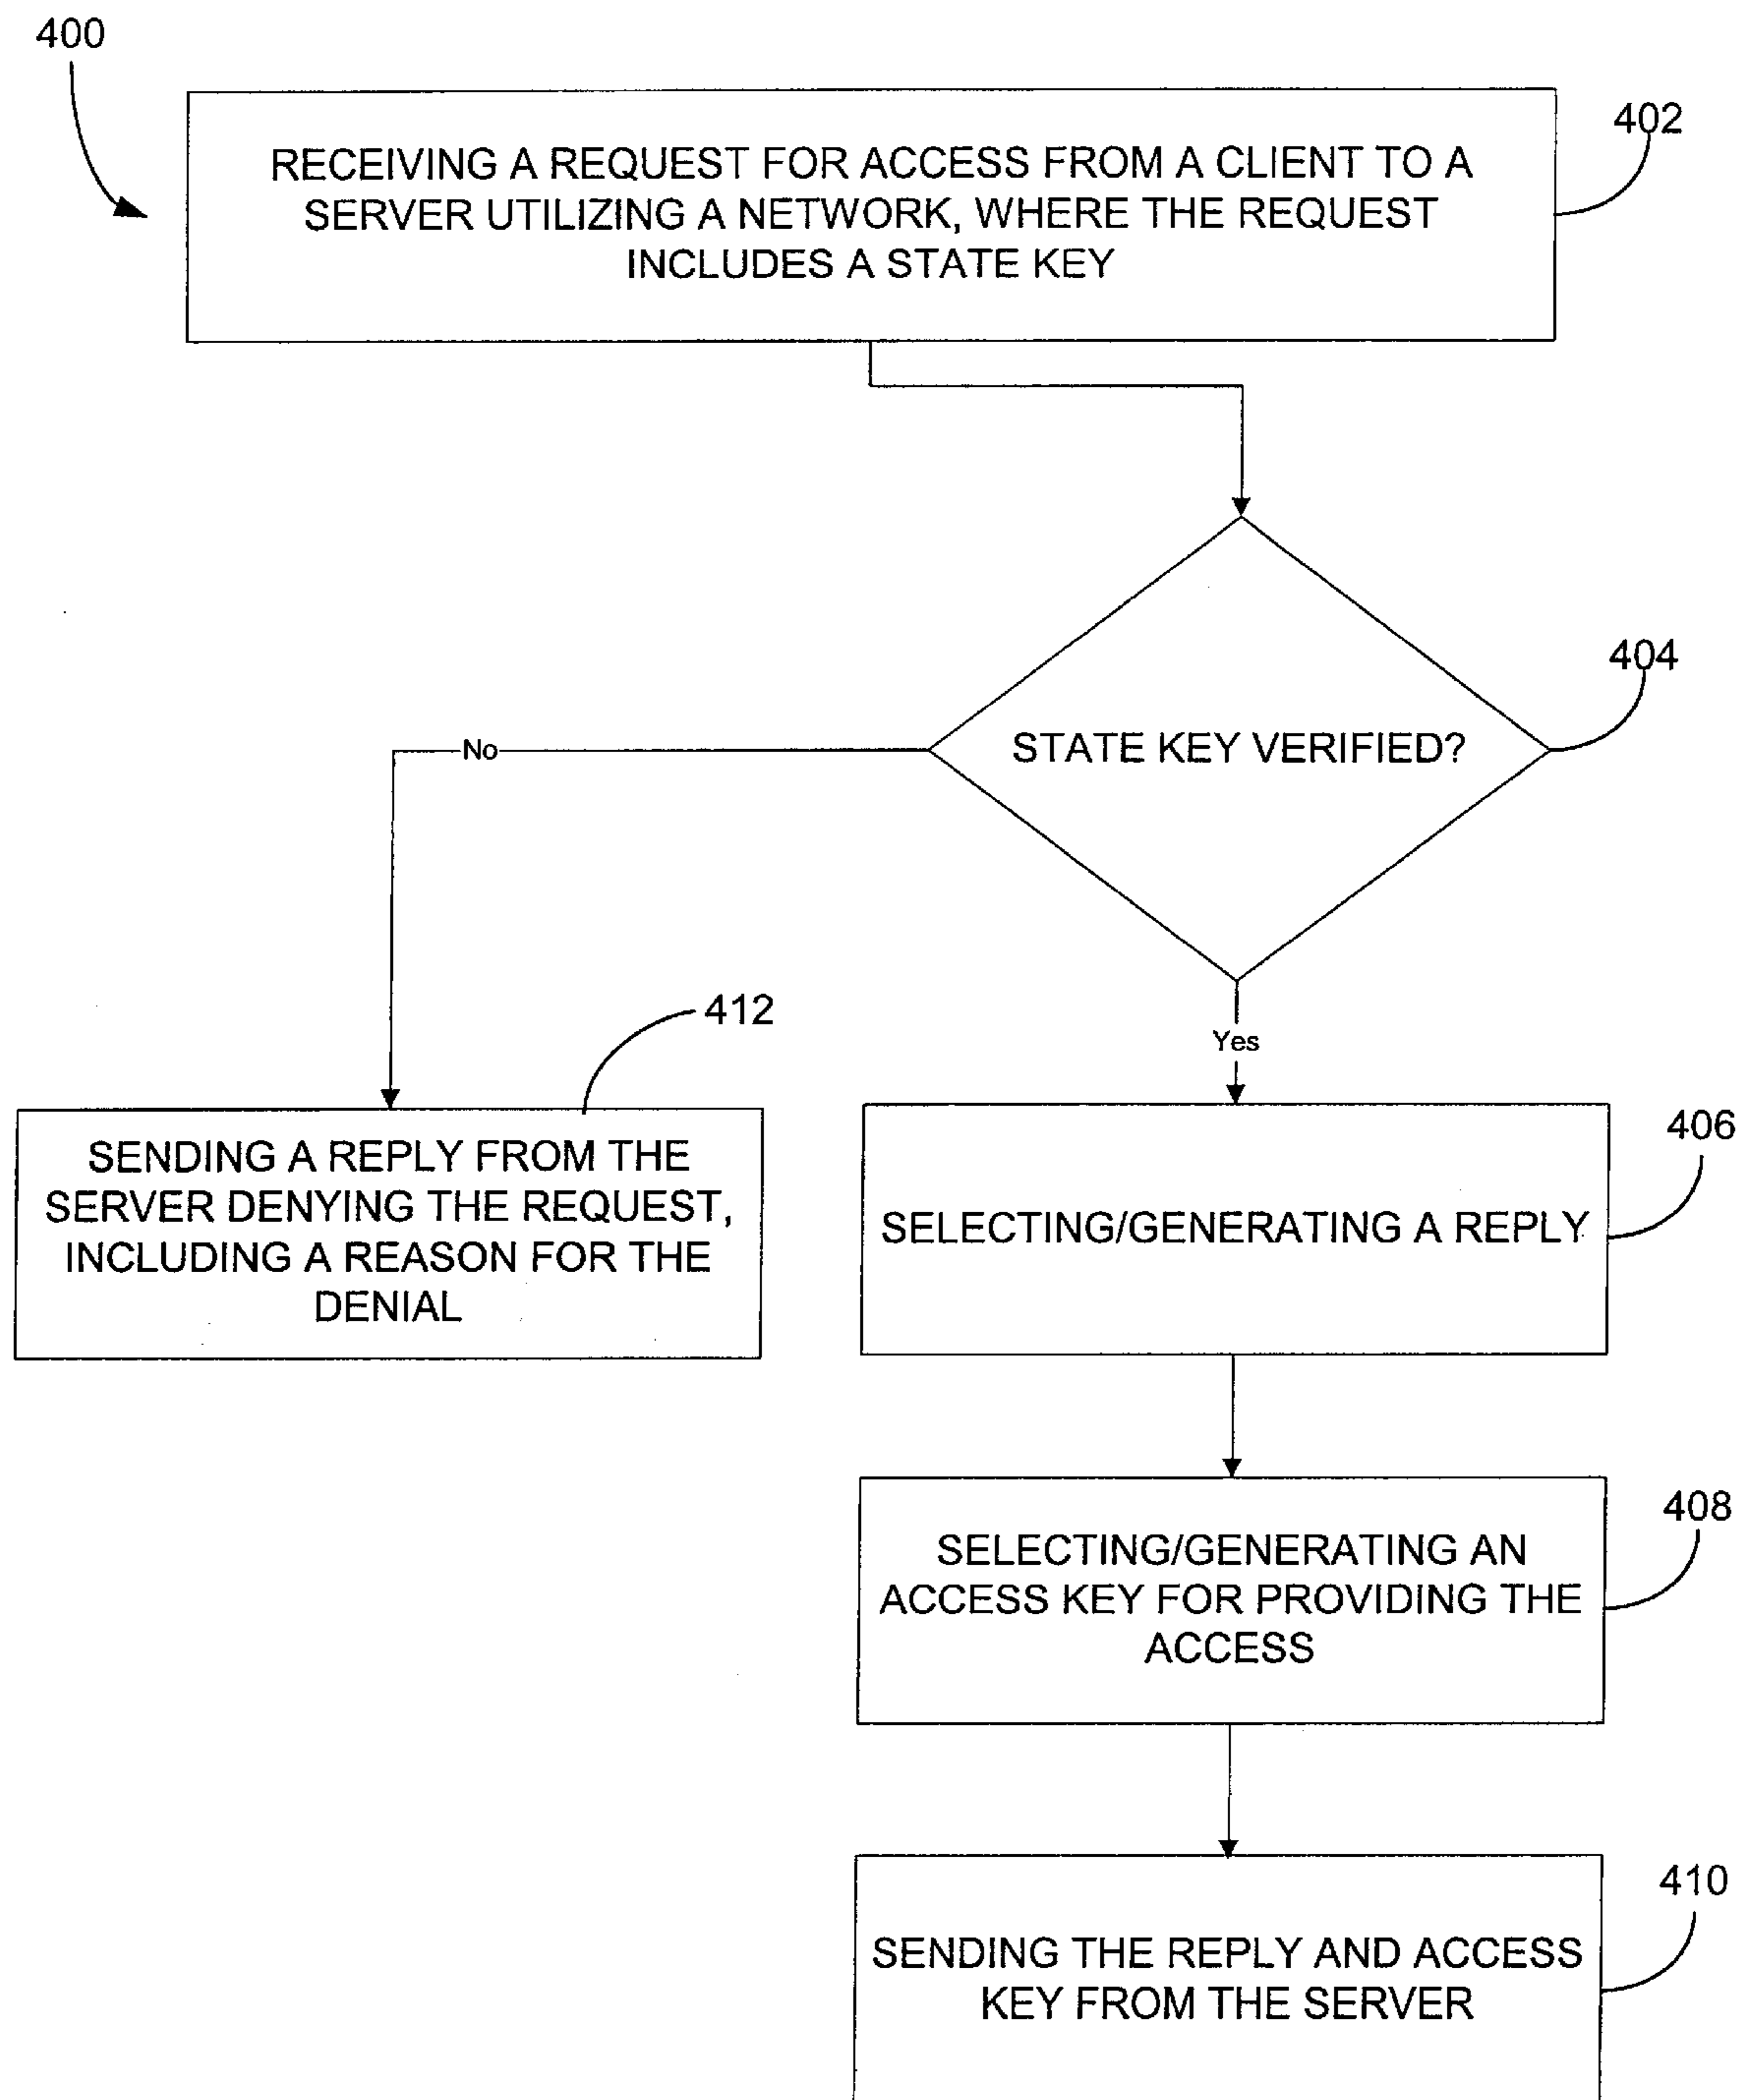 400
402
RECEIVING A REQUEST FOR ACCESS FROM A CLIENT TO A
SERVER UTILIZING A NETWORK, WHERE THE REQUEST
INCLUDES A STATE KEY
404
STATE KEY VERIFIED?
No
Yes
412
SENDING A REPLY FROM THE
SERVER DENYING THE REQUEST,
INCLUDING A REASON FOR THE
DENIAL
406
SELECTING/GENERATING A REPLY
408
SELECTING/GENERATING AN
ACCESS KEY FOR PROVIDING THE
ACCESS
410
SENDING THE REPLY AND ACCESS
KEY FROM THE SERVER